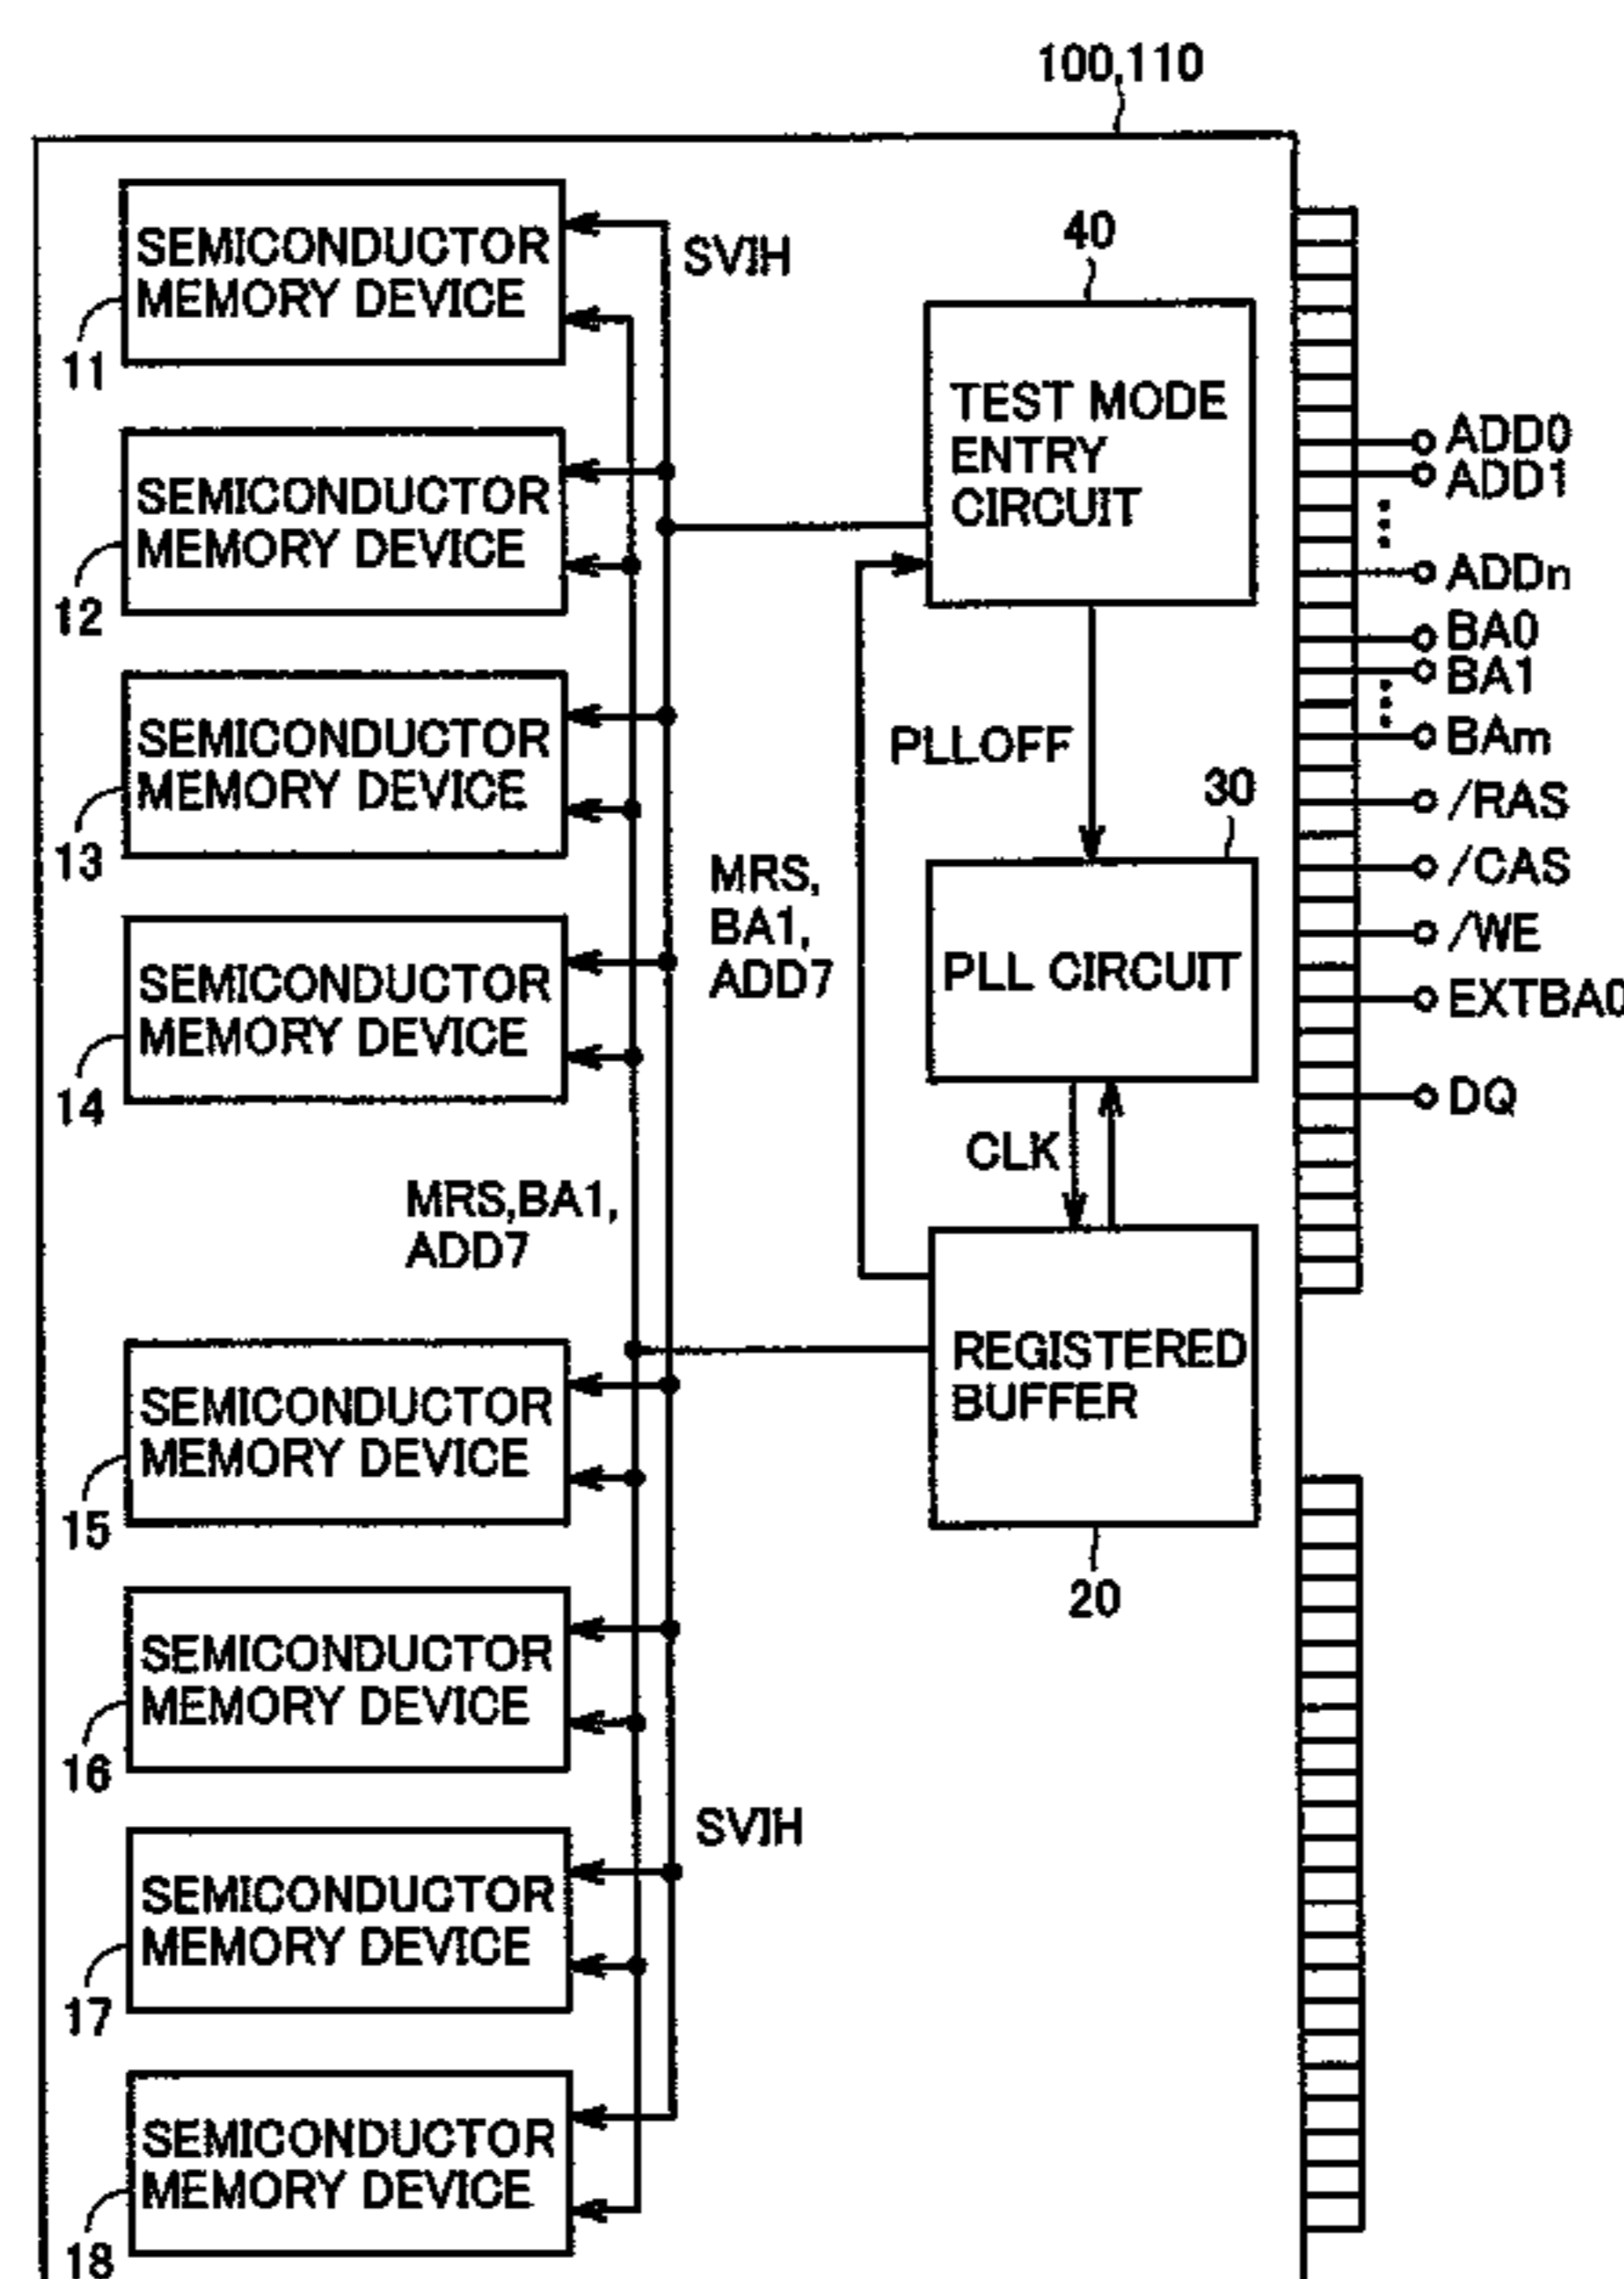 100,110
SEMICONDUCTOR
MEMORY DEVICE
11
SVIH
40
TEST MODE
ENTRY
CIRCUIT
SEMICONDUCTOR
MEMORY DEVICE
12
ADD0
ADD1
ADDn
BA0
BA1
BAm
/RAS
/CAS
/WE
EXTBA0
DQ
SEMICONDUCTOR
MEMORY DEVICE
13
PLLOFF
30
MRS,
BA1,
ADD7
PLL CIRCUIT
SEMICONDUCTOR
MEMORY DEVICE
14
CLK
MRS,BA1,
ADD7
REGISTERED
BUFFER
20
SEMICONDUCTOR
MEMORY DEVICE
15
SEMICONDUCTOR
MEMORY DEVICE
16
SVIH
SEMICONDUCTOR
MEMORY DEVICE
17
SEMICONDUCTOR
MEMORY DEVICE
18